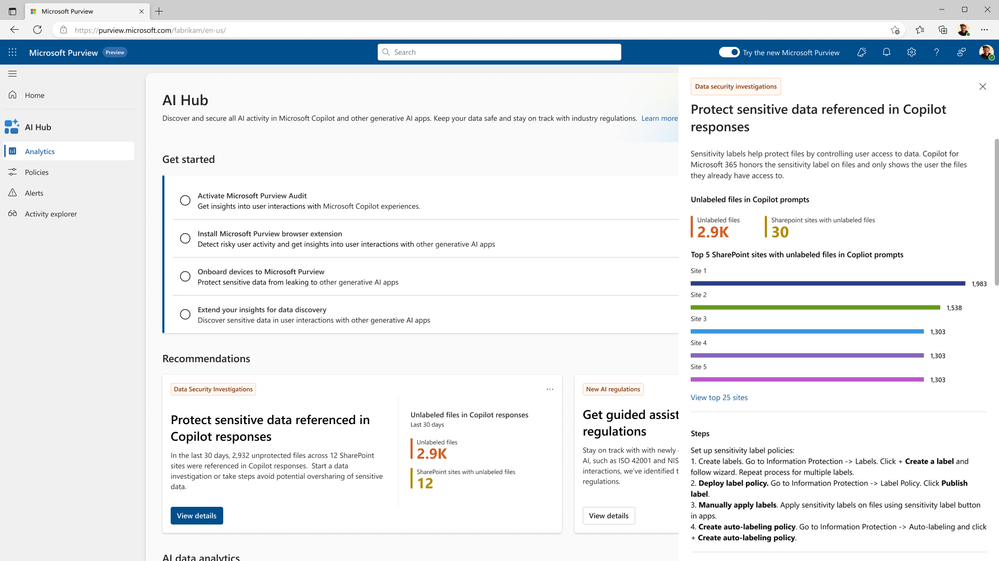 Microsoft Purview
https://purview.microsoft.com/fabrikam/en-us/
Microsoft Purview Preview
Search
Try the new Microsoft Purview
Home
AI Hub
Analytics
Policies
Alerts
Activity explorer
AI Hub
Discover and secure all AI activity in Microsoft Copilot and other generative AI apps. Keep your data safe and stay on track with industry regulations. Learn more
Get started
Activate Microsoft Purview Audit
Get insights into user interactions with Microsoft Copilot experiences.
Install Microsoft Purview browser extension
Detect risky user activity and get insights into user interactions with other generative AI apps
Onboard devices to Microsoft Purview
Protect sensitive data from leaking to other generative AI apps
Extend your insights for data discovery
Discover sensitive data in user interactions with other generative AI apps
Recommendations
Data Security Investigations
Protect sensitive data referenced in
Copilot responses
In the last 30 days, 2,932 unprotected files across 12 SharePoint
sites were referenced in Copilot responses. Start a data
investigation or take steps avoid potential oversharing of sensitive
data.
View details
Unlabeled files in Copilot responses
Last 30 days
Unlabeled files
2.9K
SharePoint sites with unlabeled files
12
New AI regulations
Get guided assist
regulations
Stay on track with newly
AI, such as ISO 42001 and NIS
interactions, we've identified t
regulations.
View details
AI data analytics
Data security investigations
Protect sensitive data referenced in Copilot
responses
Sensitivity labels help protect files by controlling user access to data. Copilot for
Microsoft 365 honors the sensitivity label on files and only shows the user the files
they already have access to.
Unlabeled files in Copilot prompts
Unlabeled files
2.9K
Sharepoint sites with unlabeled files
30
Top 5 SharePoint sites with unlabeled files in Copilot prompts
Site 1
1,983
Site 2
1,538
Site 3
1,303
Site 4
1,303
Site 5
1,303
View top 25 sites
Steps
Set up sensitivity label policies:
1. Create labels. Go to Information Protection -> Labels. Click + Create a label and
follow wizard. Repeat process for multiple labels.
2. Deploy label policy. Go to Information Protection -> Label Policy. Click Publish
label.
3. Manually apply labels. Apply sensitivity labels on files using sensitivity label button
in apps.
4. Create auto-labeling policy. Go to Information Protection -> Auto-labeling and click
+ Create auto-labeling policy.